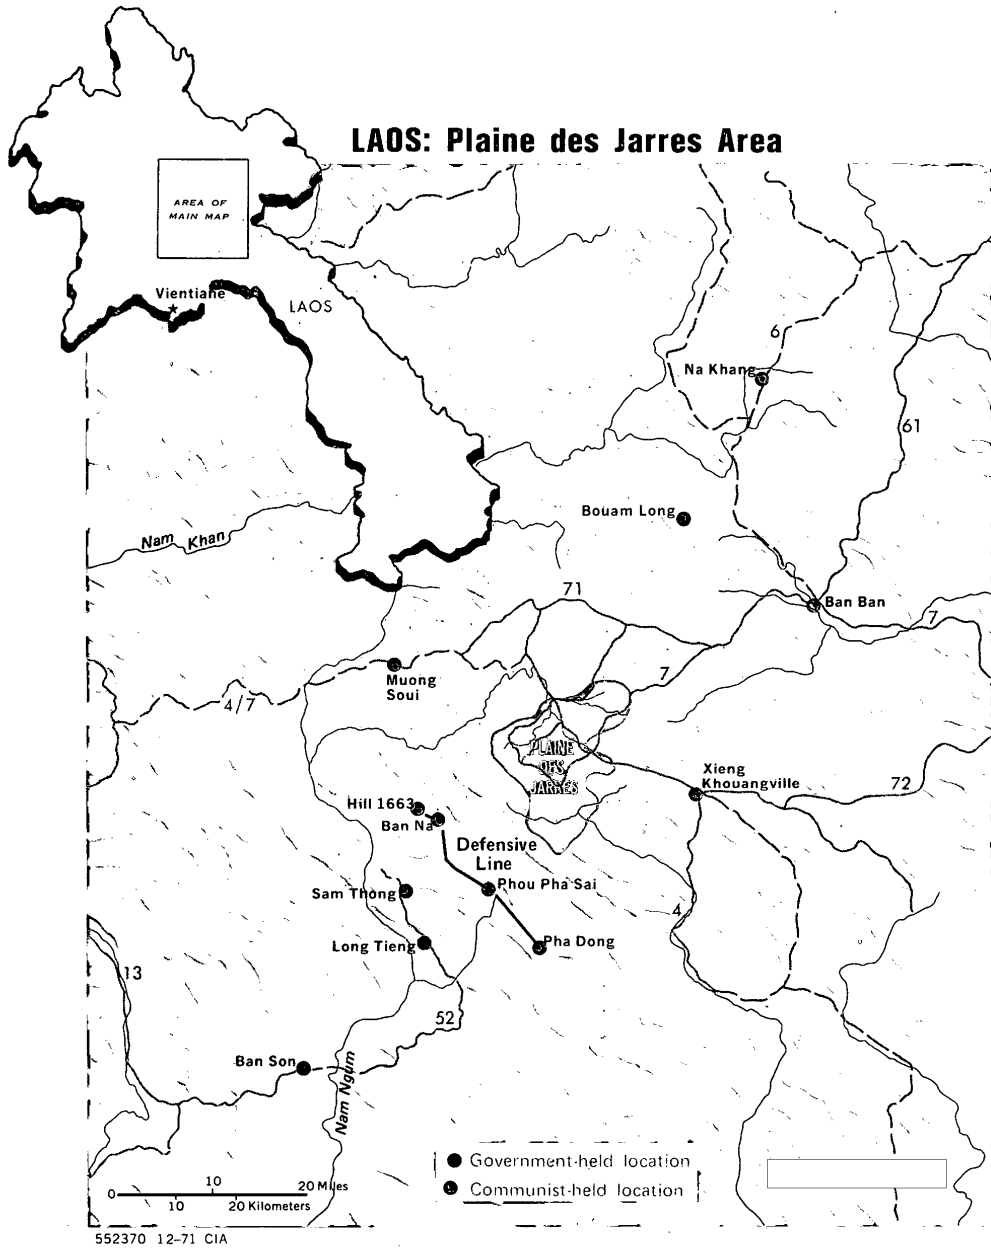 LAOS: Plaine des Jarres Area
AREA OF
MAIN MAP
Vientiane
LAOS
6
Na Khang
61
Bouam Long
Nam Khan
71
Ban Ban
7
Muong
Soui
7
4/7
PLAINE
DES
JARRES
Xieng
Khouangville
72
Hill 1663
Ban Na
Defensive
Line
Phou Pha Sai
Sam Thong
4
Long Tieng
Pha Dong
13
52
Ban Son
Nam Ngum
Government-held location
Communist-held location
0 10 20 Miles
10 20 Kilometers
552370 12-71 CIA